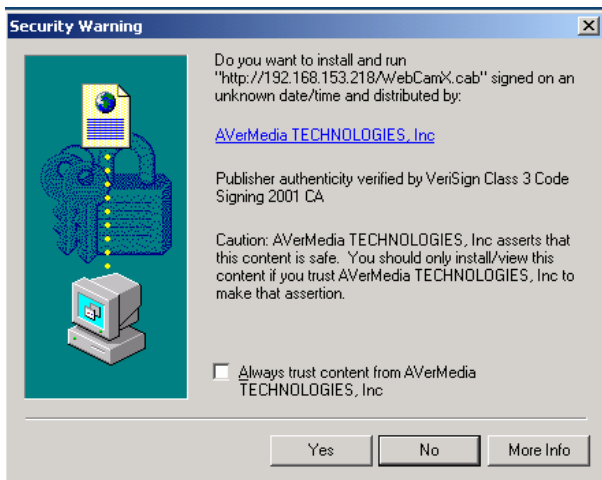 Security Warning
Do you want to install and run
"http://192.168.153.218/WebCamX.cab" signed on an
unknown date/time and distributed by:
AVerMedia TECHNOLOGIES, Inc
Publisher authenticity verified by VeriSign Class 3 Code
Signing 2001 CA
Caution: AVerMedia TECHNOLOGIES, Inc asserts that
this content is safe.  You should only install/view this
content if you trust AVerMedia TECHNOLOGIES, Inc to
make that assertion.
Always trust content from AVerMedia
TECHNOLOGIES, Inc
Yes No More Info